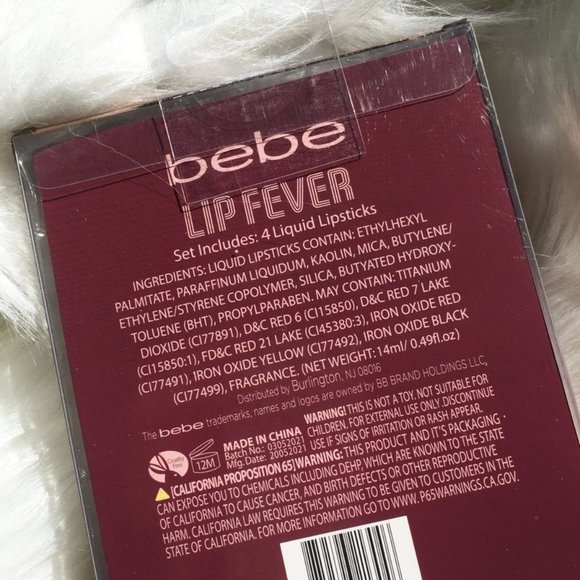 bebe
LIP FEVER
Set Includes: 4 Liquid Lipsticks
INGREDIENTS: LIQUID LIPSTICKS CONTAIN: ETHYLHEXYL
PALMITATE, PARAFFINUM LIQUIDUM, KAOLIN, MICA, BUTYLENE/
ETHYLENE/STYRENE COPOLYMER, SILICA, BUTYATED HYDROXY-
TOLUENE (BHT), PROPYLPARABEN. MAY CONTAIN: TITANIUM
DIOXIDE (CI77891), D&C RED 6 (CI15850), D&C RED 7 LAKE
(CI15850:1), FD&C RED 21 LAKE (CI45380:3), IRON OXIDE RED
(CI77491), IRON OXIDE YELLOW (CI77492), IRON OXIDE BLACK
(CI77499), FRAGRANCE. (NET WEIGHT: 14ml/ 0.49fl.oz)
Distributed by Burlington, NJ 08016
The bebe trademarks, names and logos are owned by BB BRAND HOLDINGS LLC,
Cruelty
Free
12M
MADE IN CHINA
Batch No.: 03052021
Mfg. Date: 20052021
WARNING! THIS IS NOT A TOY. NOT SUITABLE FOR
CHILDREN. FOR EXTERNAL USE ONLY. DISCONTINUE
USE IF SIGNS OF IRRITATION OR RASH APPEAR.
(CALIFORNIA PROPOSITION 65) WARNING: THIS PRODUCT AND IT'S PACKAGING
CAN EXPOSE YOU TO CHEMICALS INCLUDING DEHP, WHICH ARE KNOWN TO THE STATE
OF CALIFORNIA TO CAUSE CANCER, AND BIRTH DEFECTS OR OTHER REPRODUCTIVE
HARM. CALIFORNIA LAW REQUIRES THIS WARNING TO BE GIVEN TO CUSTOMERS IN THE
STATE OF CALIFORNIA. FOR MORE INFORMATION GO TO WWW. P65WARNINGS.CA.GOV.